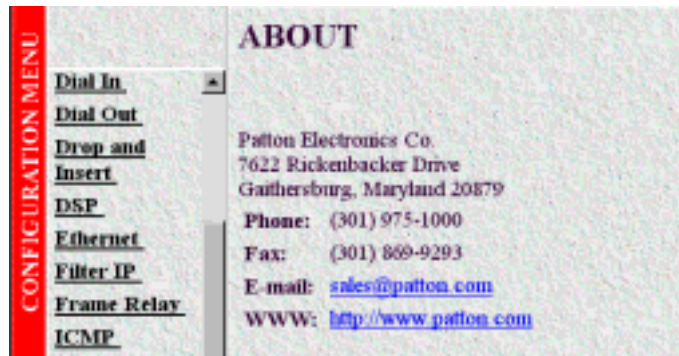 CONFIGURATION MENU
Dial In
Dial Out
Drop and
Insert
DSP
Ethernet
Filter IP
Frame Relay
ICMP
ABOUT
Patton Electronics Co.
7622 Rickenbacker Drive
Gaithersburg, Maryland 20879
Phone: (301) 975-1000
Fax: (301) 869-9293
E-mail: sales@patton.com
WWW: http://www.patton.com